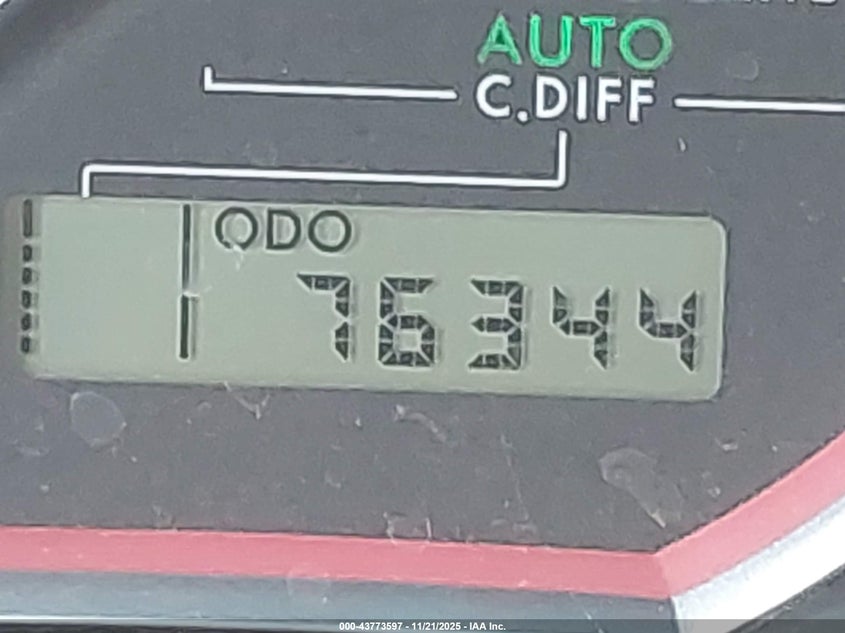 AUTO
C.DIFF
ODO
76344
000-43773597 - 11/21/2025 - IAA Inc.